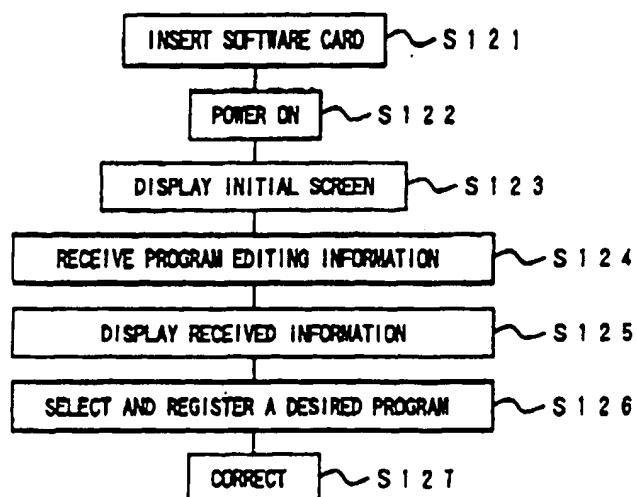 INSERT SOFTWARE CARD S121
POWER ON S122
DISPLAY INITIAL SCREEN S123
RECEIVE PROGRAM EDITING INFORMATION S124
DISPLAY RECEIVED INFORMATION S125
SELECT AND REGISTER A DESIRED PROGRAM S126
CORRECT S127